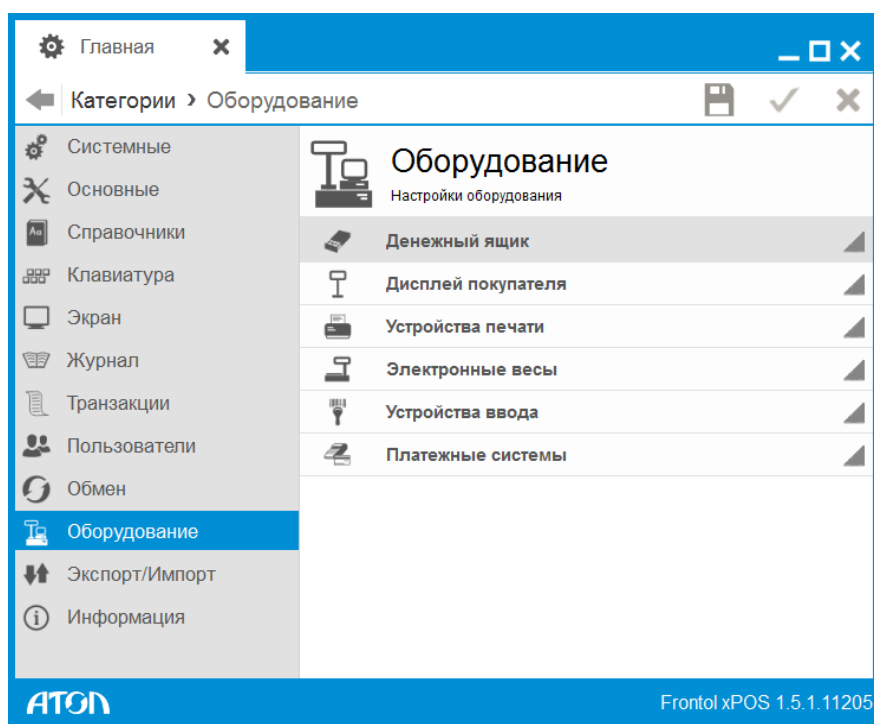 Главная
Категории › Оборудование
Системные
Основные
Справочники
Клавиатура
Экран
Журнал
Транзакции
Пользователи
Обмен
Оборудование
Экспорт/Импорт
Информация
Оборудование
Настройки оборудования
Денежный ящик
Дисплей покупателя
Устройства печати
Электронные весы
Устройства ввода
Платежные системы
АТОЛ
Frontol xPOS 1.5.1.11205